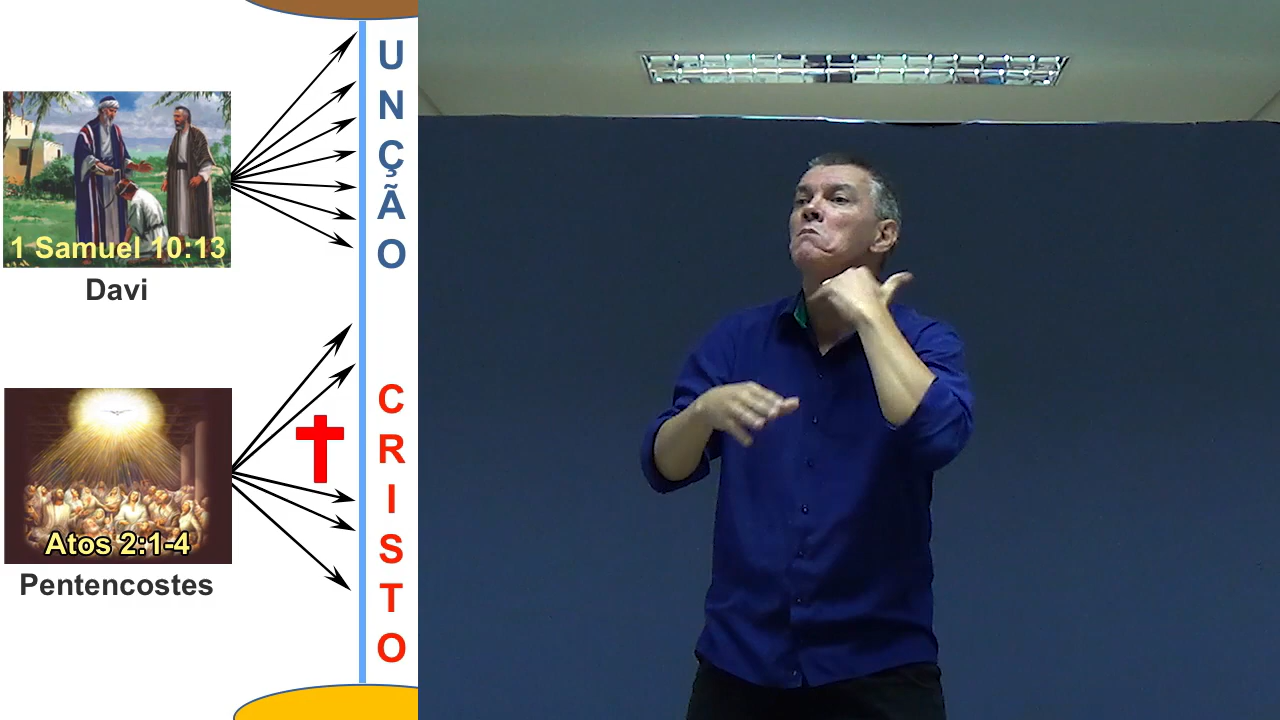 UNÇÃO
1 Samuel 10:13
Davi
CRISTO
Atos 2:1-4
Pentencostes